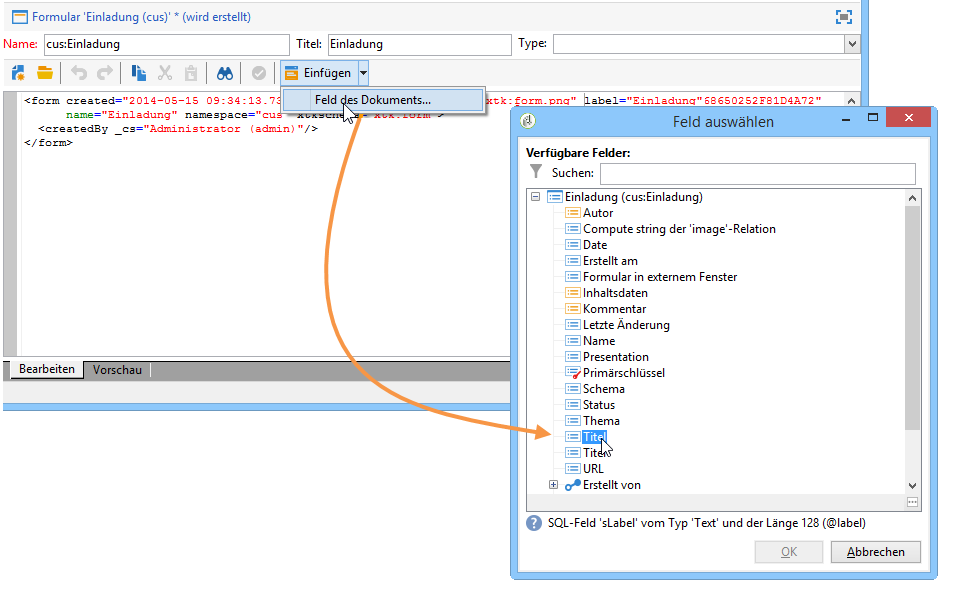 Formular 'Einladung (cus)' * (wird erstellt)
Name: cus:Einladung Titel: Einladung Type:
Einfügen
Feld des Dokuments...
<form created="2014-05-15 09:34:13.73 xtk:form.png" label="Einladung"68650252F81D4A72"
name="Einladung" namespace="cus" xtkschema="xtk:form">
<createdBy _cs="Administrator (admin)"/>
</form>
Bearbeiten Vorschau
Feld auswählen
Verfügbare Felder:
Suchen:
Einladung (cus:Einladung)
Autor
Compute string der 'image'-Relation
Date
Erstellt am
Formular in externem Fenster
Inhaltsdaten
Kommentar
Letzte Änderung
Name
Presentation
Primärschlüssel
Schema
Status
Thema
Titel
Titel
URL
Erstellt von
SQL-Feld 'sLabel' vom Typ 'Text' und der Länge 128 (@label)
OK Abbrechen